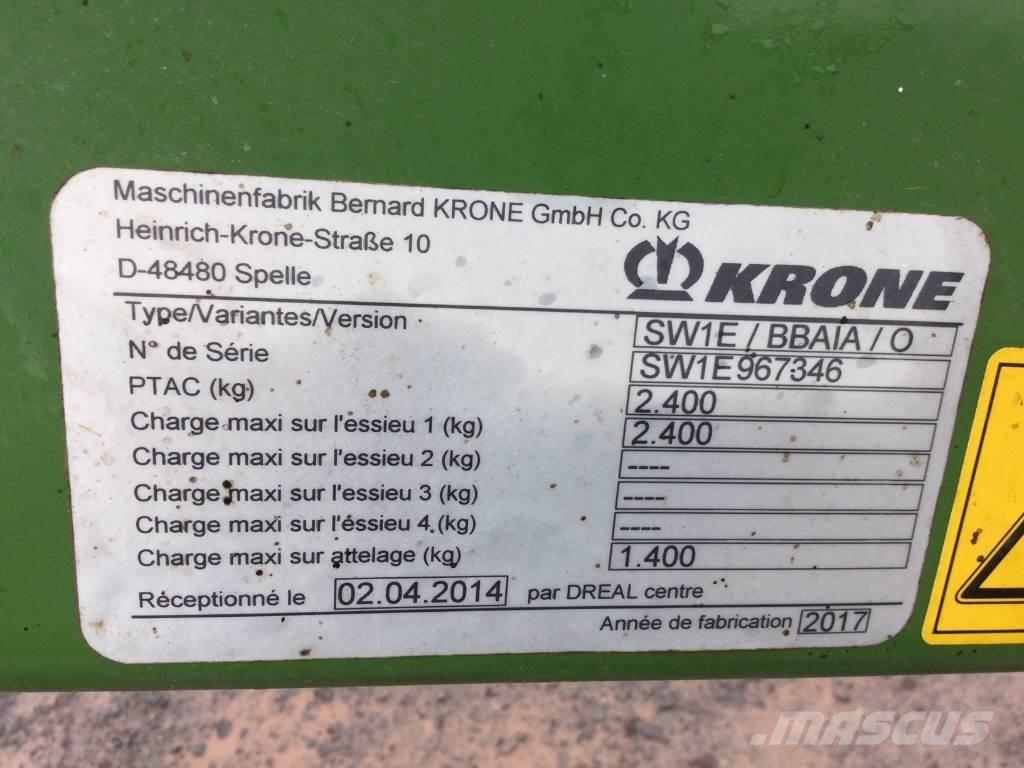 Maschinenfabrik Bernard KRONE GmbH Co. KG
Heinrich-Krone-Straße 10
D-48480 Spelle
KRONE
Type/Variantes/Version SW1E / BBAIA / O
N° de Série SW1E967346
PTAC (kg) 2.400
Charge maxi sur l'essieu 1 (kg) 2.400
Charge maxi sur l'essieu 2 (kg) ----
Charge maxi sur l'essieu 3 (kg) ----
Charge maxi sur l'essieu 4 (kg) ----
Charge maxi sur attelage (kg) 1.400
Réceptionné le 02.04.2014 par DREAL centre
Année de fabrication 2017
MASCUS